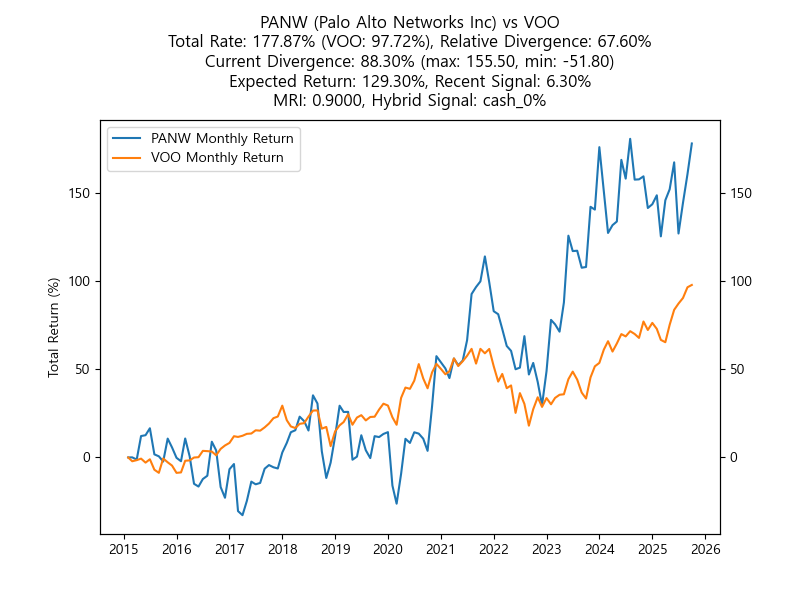 PANW (Palo Alto Networks Inc) vs VOO
Total Rate: 177.87% (VOO: 97.72%), Relative Divergence: 67.60%
Current Divergence: 88.30% (max: 155.50, min: -51.80)
Expected Return: 129.30%, Recent Signal: 6.30%
MRI: 0.9000, Hybrid Signal: cash_0%
PANW Monthly Return
VOO Monthly Return
Total Return (%)
150
100
50
0
150
100
50
0
2015 2016 2017 2018 2019 2020 2021 2022 2023 2024 2025 2026